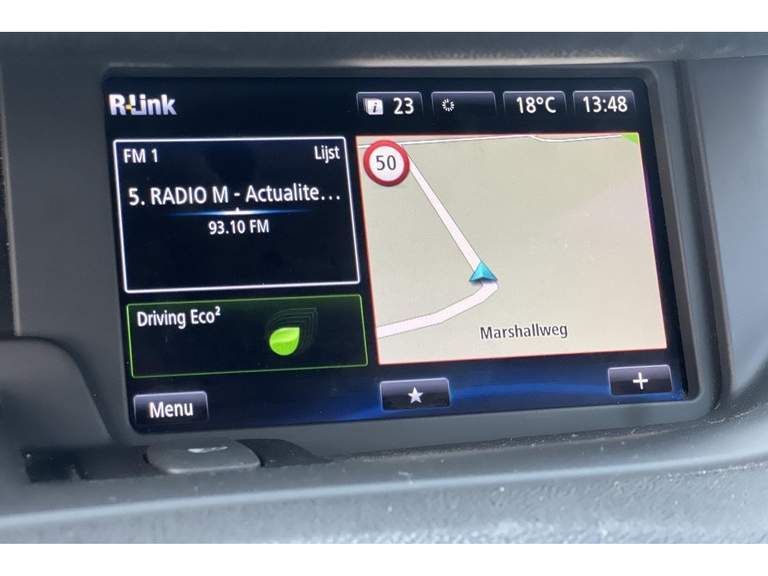 R-Link
i 23 18°C 13:48
FM 1 Lijst
5. RADIO M - Actualite...
93.10 FM
50
Driving Eco²
Marshallweg
Menu
+